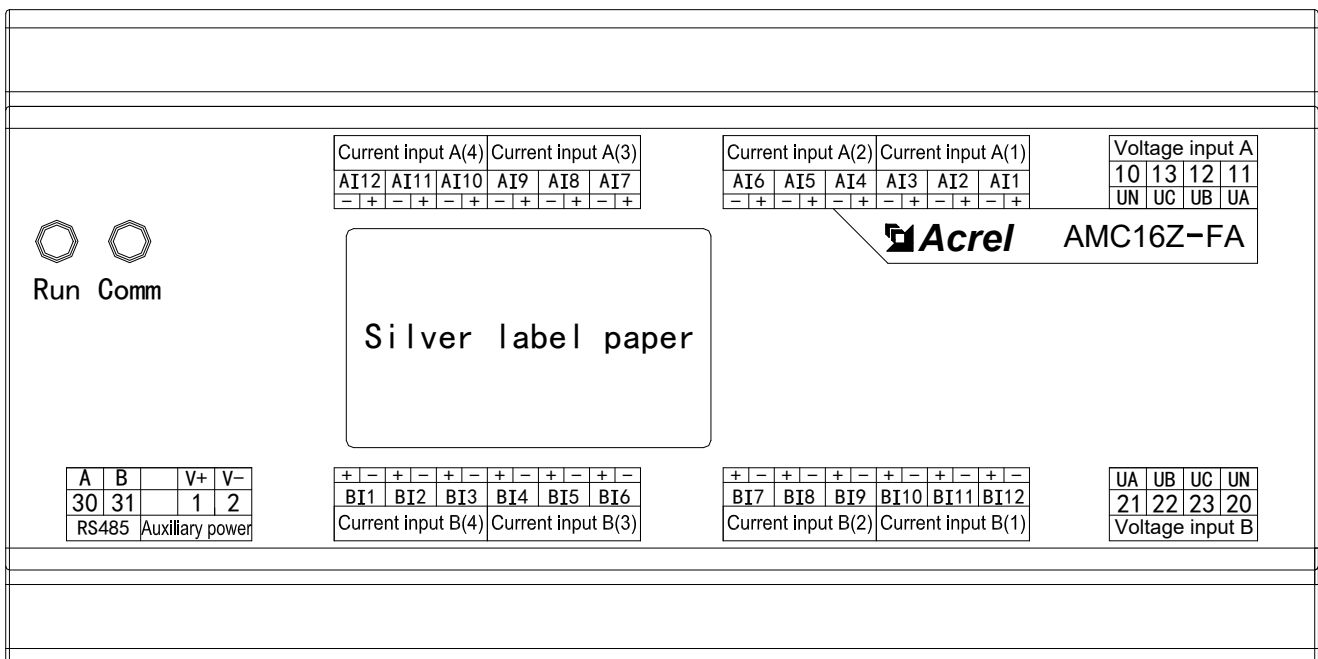 Current input A(4) Current input A(3) Current input A(2) Current input A(1) Voltage input A
AI12 AI11 AI10 AI9 AI8 AI7 AI6 AI5 AI4 AI3 AI2 AI1 10 13 12 11
- + - + - + - + - + - + - + - + - + - + - + - + UN UC UB UA
Acrel AMC16Z-FA
Run Comm
Silver label paper
A B V+ V- + - + - + - + - + - + - + - + - + - + - + - + - UA UB UC UN
30 31 1 2 BI1 BI2 BI3 BI4 BI5 BI6 BI7 BI8 BI9 BI10 BI11 BI12 21 22 23 20
RS485 Auxiliary power Current input B(4) Current input B(3) Current input B(2) Current input B(1) Voltage input B